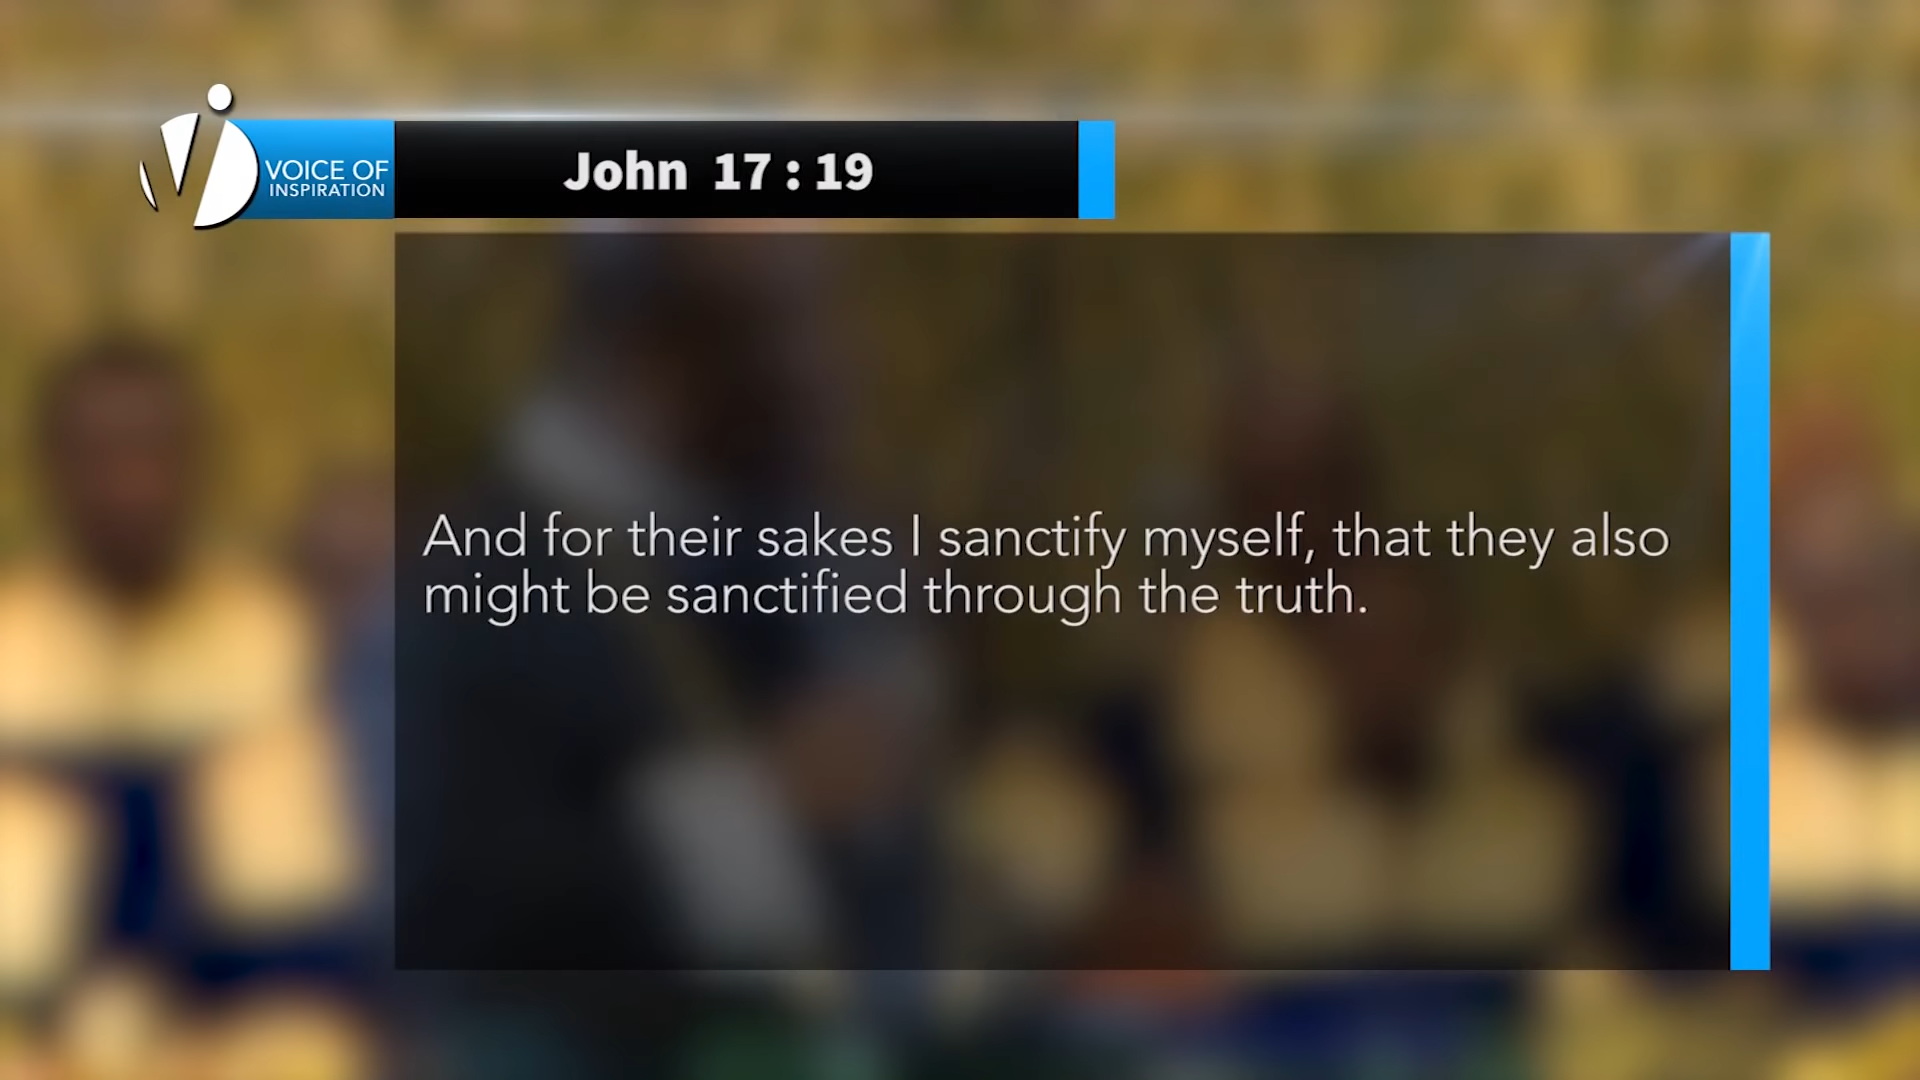 VOICE OF
INSPIRATION
John 17 : 19
And for their sakes I sanctify myself, that they also
might be sanctified through the truth.